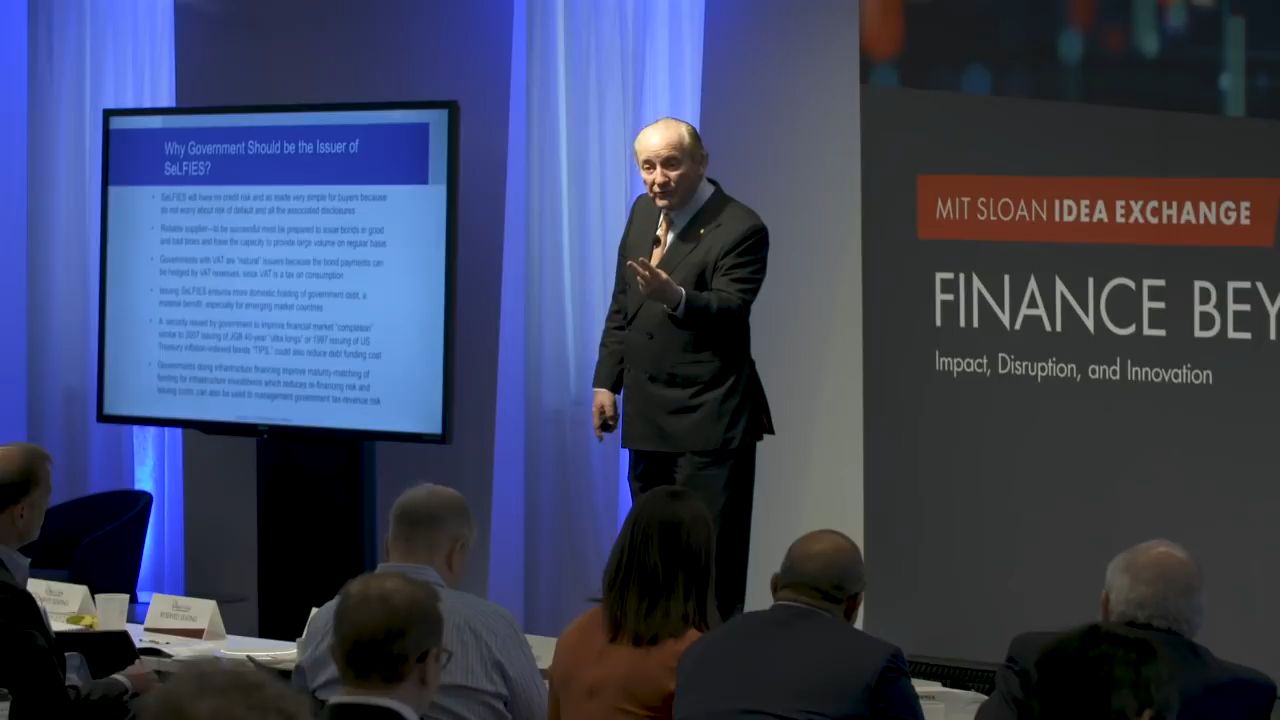 Why Government Should be the Issuer of
SeLFIES?
• SeLFIES will have no credit risk and so made very simple for buyers because
do not worry about risk of default and all the associated disclosures
• Reliable supplier—to be successful must be prepared to issue bonds in good
and bad times and have the capacity to provide large volume on regular basis
• Governments with VAT are "natural" issuers because the bond payments can
be hedged by VAT revenues, since VAT is a tax on consumption
• Issuing SeLFIES ensures more domestic holding of government debt, a
material benefit, especially for emerging market countries
• A security issued by government to improve financial market "completion"
similar to 2007 issuing of JGB 40-year "ultra longs" or 1997 issuing of US
Treasury inflation-indexed bonds "TIPS," could also reduce debt funding cost
• Governments doing infrastructure financing improve maturity-matching of
funding for infrastructure investments which reduces re-financing risk and
issuing costs; can also be used to management government tax-revenue risk
MIT SLOAN IDEA EXCHANGE
FINANCE BEY
Impact, Disruption, and Innovation
RESERVED SEATING